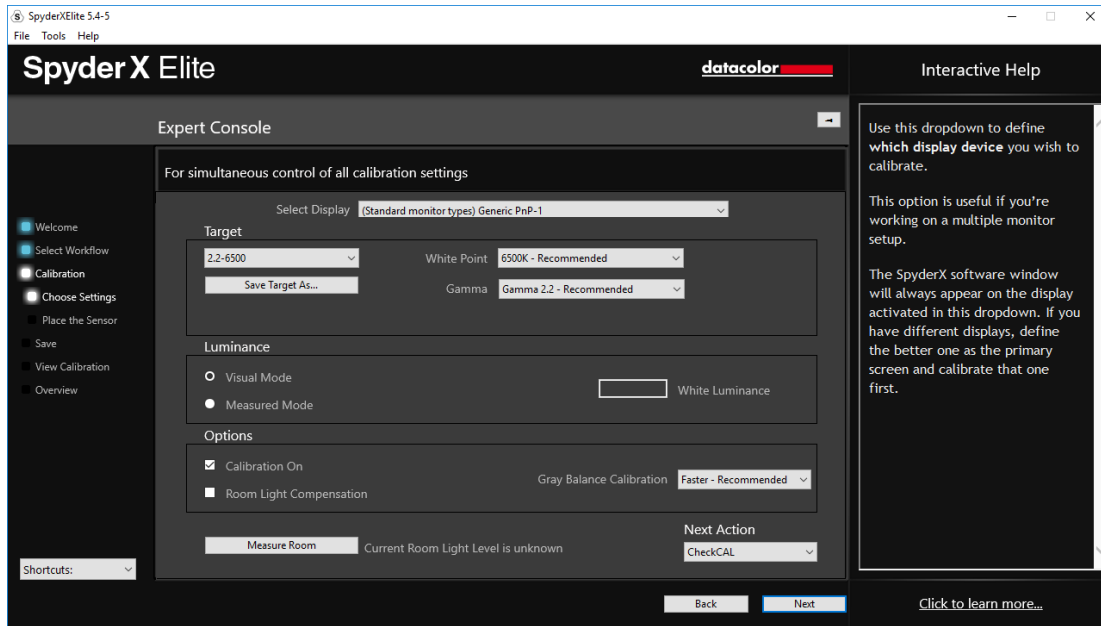 SpyderXElite 5.4-5
File Tools Help
Spyder X Elite
datacolor
Interactive Help
Expert Console
For simultaneous control of all calibration settings
Select Display (Standard monitor types) Generic PnP-1
Welcome
Select Workflow
Calibration
Choose Settings
Place the Sensor
Save
View Calibration
Overview
Shortcuts:
Target
2.2-6500
White Point 6500K - Recommended
Save Target As...
Gamma Gamma 2.2 - Recommended
Luminance
Visual Mode
Measured Mode
White Luminance
Options
Calibration On
Room Light Compensation
Gray Balance Calibration Faster - Recommended
Measure Room Current Room Light Level is unknown
Next Action
CheckCAL
Back Next
Use this dropdown to define
which display device you wish to
calibrate.
This option is useful if you’re
working on a multiple monitor
setup.
The SpyderX software window
will always appear on the display
activated in this dropdown. If you
have different displays, define
the better one as the primary
screen and calibrate that one
first.
Click to learn more...